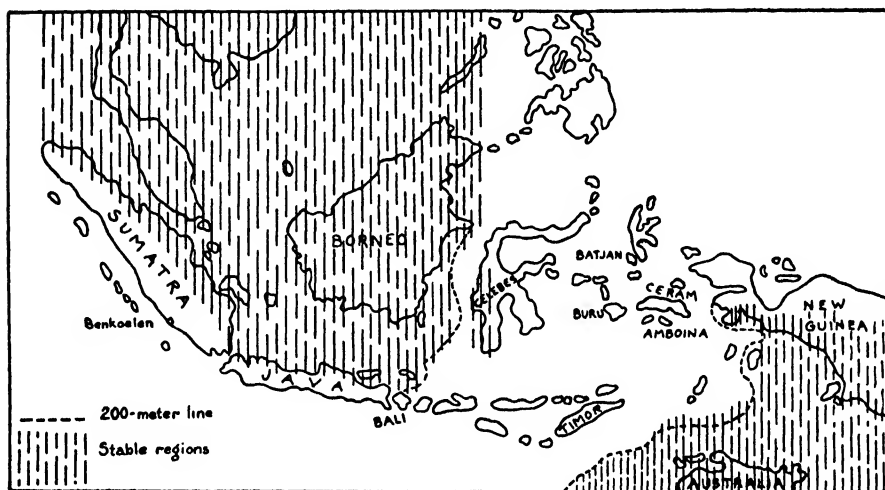 BORNEO
SUMATRA
BATJAN
CELEBES
CERAM
NEW
GUINEA
BURU
AMBOINA
Benkoelen
JAVA
BALI
TIMOR
200-meter line
Stable regions
AUSTRALIA